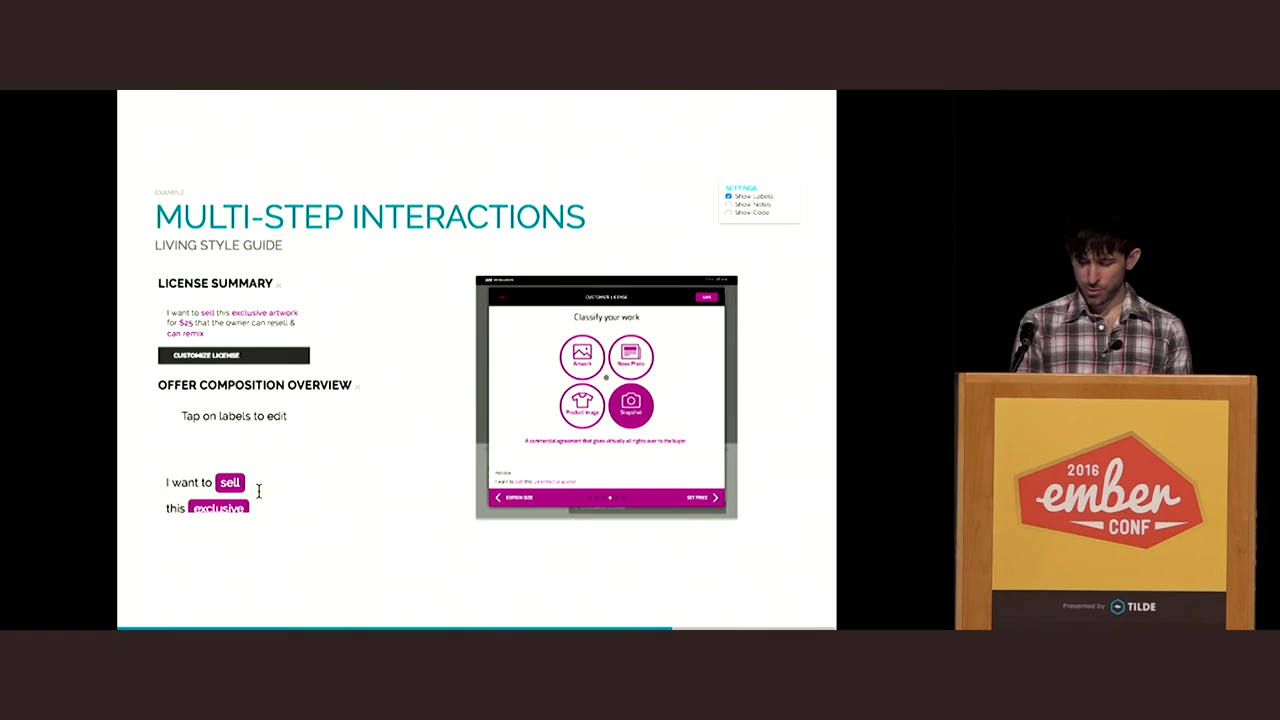 EXAMPLE
MULTI-STEP INTERACTIONS
LIVING STYLE GUIDE
SETTINGS
Show Labels
Show Notes
Show Code
LICENSE SUMMARY ×
I want to sell this exclusive artwork
for $25 that the owner can resell &
can remix
CUSTOMIZE LICENSE
OFFER COMPOSITION OVERVIEW ×
Tap on labels to edit
I want to sell
this exclusive
CUSTOMIZE LICENSE
SAVE
Classify your work
Artwork
News Photo
Product Image
Snapshot
A commercial agreement that gives virtually all rights over to the buyer
I want to sell this
EDITION SIZE
SET PRICE
2016
ember
CONF
Presented by TILDE